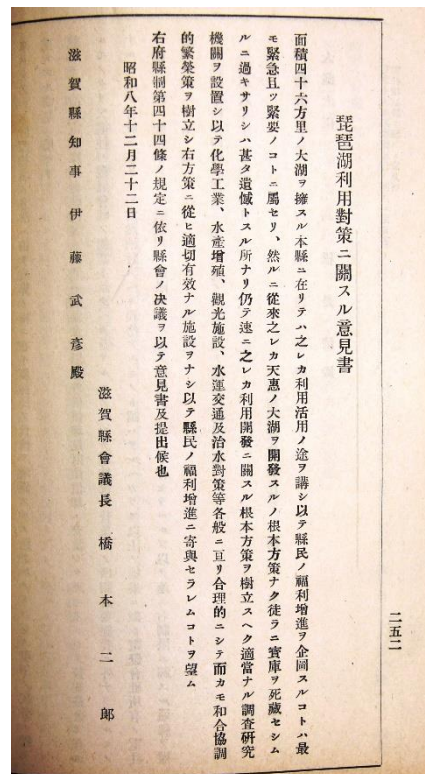 琵琶湖利用對策ニ關スル意見書
面積四十六方里ノ大湖ヲ擁スル本縣ニ在リテハ之レカ利用活用ノ途ヲ講シ以テ縣民ノ福利增進ヲ企圖スルコトハ最
モ緊急且ツ緊要ノコトニ屬セリ、然ルニ從來之レカ天惠ノ大湖ヲ開發スルノ根本方策ナク徒ラニ寶庫ヲ死藏セシム
ルニ過キサリシハ甚タ遺憾トスル所ナリ仍テ速ニ之レカ利用開發ニ關スル根本方策ヲ樹立スヘク適當ナル調査硏究
機關ヲ設置シ以テ化學工業、水產增殖、觀光施設、水運交通及治水對策等各般ニ亘リ合理的ニシテ而カモ和合協調
的繁榮策ヲ樹立シ右方策ニ從ヒ適切有效ナル施設ヲナシ以テ縣民ノ福利增進ニ寄與セラレムコトヲ望ム
右府縣制第四十四條ノ規定ニ依リ縣會ノ決議ヲ以テ意見書及提出候也
昭和八年十二月二十二日
滋賀縣會議長 橋本二郞
滋賀縣知事 伊藤武彥殿
二五二